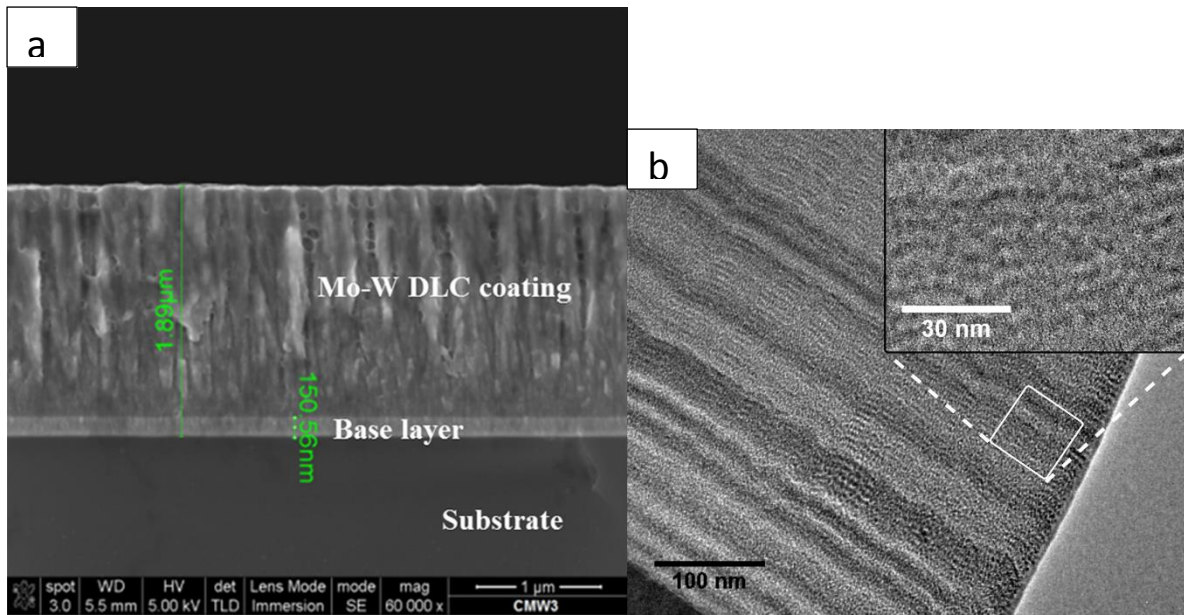 a
1.89µm
Mo-W DLC coating
150.56nm
Base layer
Substrate
spot WD HV det Lens Mode mode mag 1 µm
3.0 5.5 mm 5.00 kV TLD Immersion SE 60 000 x CMW3
b
30 nm
100 nm